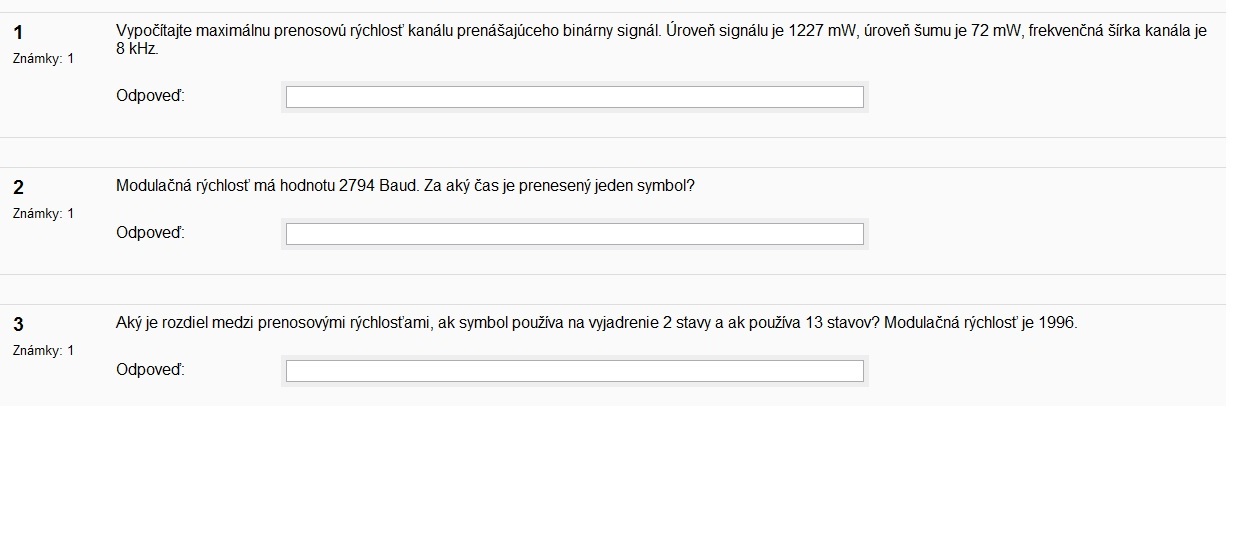 1
Známky: 1
Vypočítajte maximálnu prenosovú rýchlosť kanálu prenášajúceho binárny signál. Úroveň signálu je 1227 mW, úroveň šumu je 72 mW, frekvenčná šírka kanála je
8 kHz.
Odpoveď:
2
Známky: 1
Modulačná rýchlosť má hodnotu 2794 Baud. Za aký čas je prenesený jeden symbol?
Odpoveď:
3
Známky: 1
Aký je rozdiel medzi prenosovými rýchlosťami, ak symbol používa na vyjadrenie 2 stavy a ak používa 13 stavov? Modulačná rýchlosť je 1996.
Odpoveď: